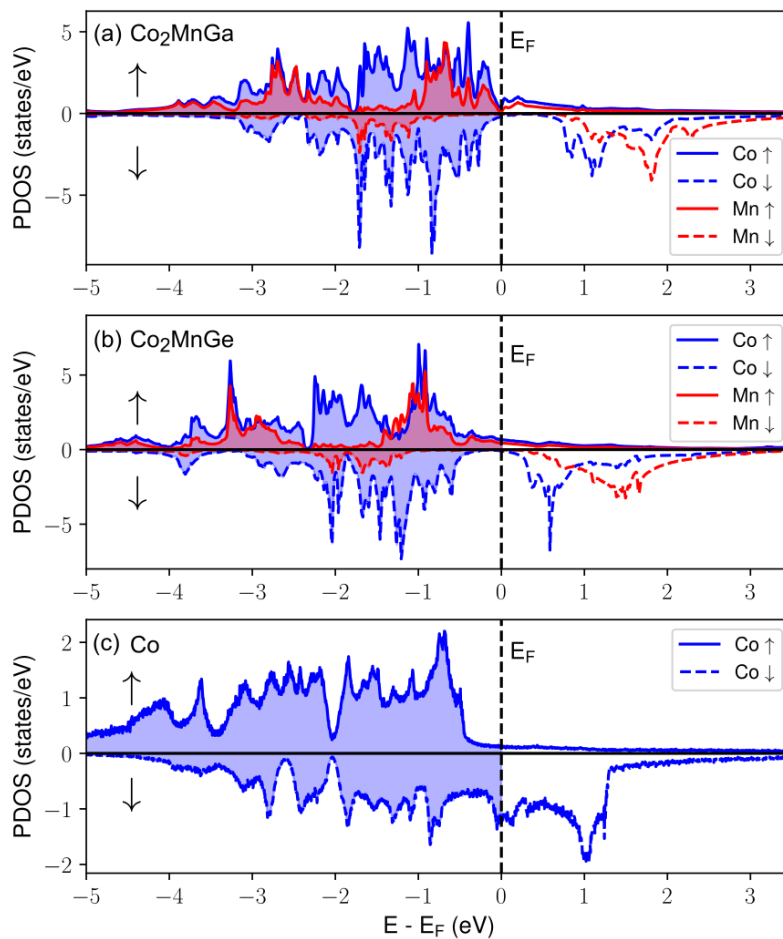 (a) Co₂MnGa
E_F
↑
↓
PDOS (states/eV)
5
0
−5
Co ↑
Co ↓
Mn ↑
Mn ↓
−5 −4 −3 −2 −1 0 1 2 3
(b) Co₂MnGe
E_F
↑
↓
PDOS (states/eV)
5
0
−5
Co ↑
Co ↓
Mn ↑
Mn ↓
−5 −4 −3 −2 −1 0 1 2 3
(c) Co
E_F
↑
↓
PDOS (states/eV)
2
1
0
−1
−2
Co ↑
Co ↓
−5 −4 −3 −2 −1 0 1 2 3
E - E_F (eV)